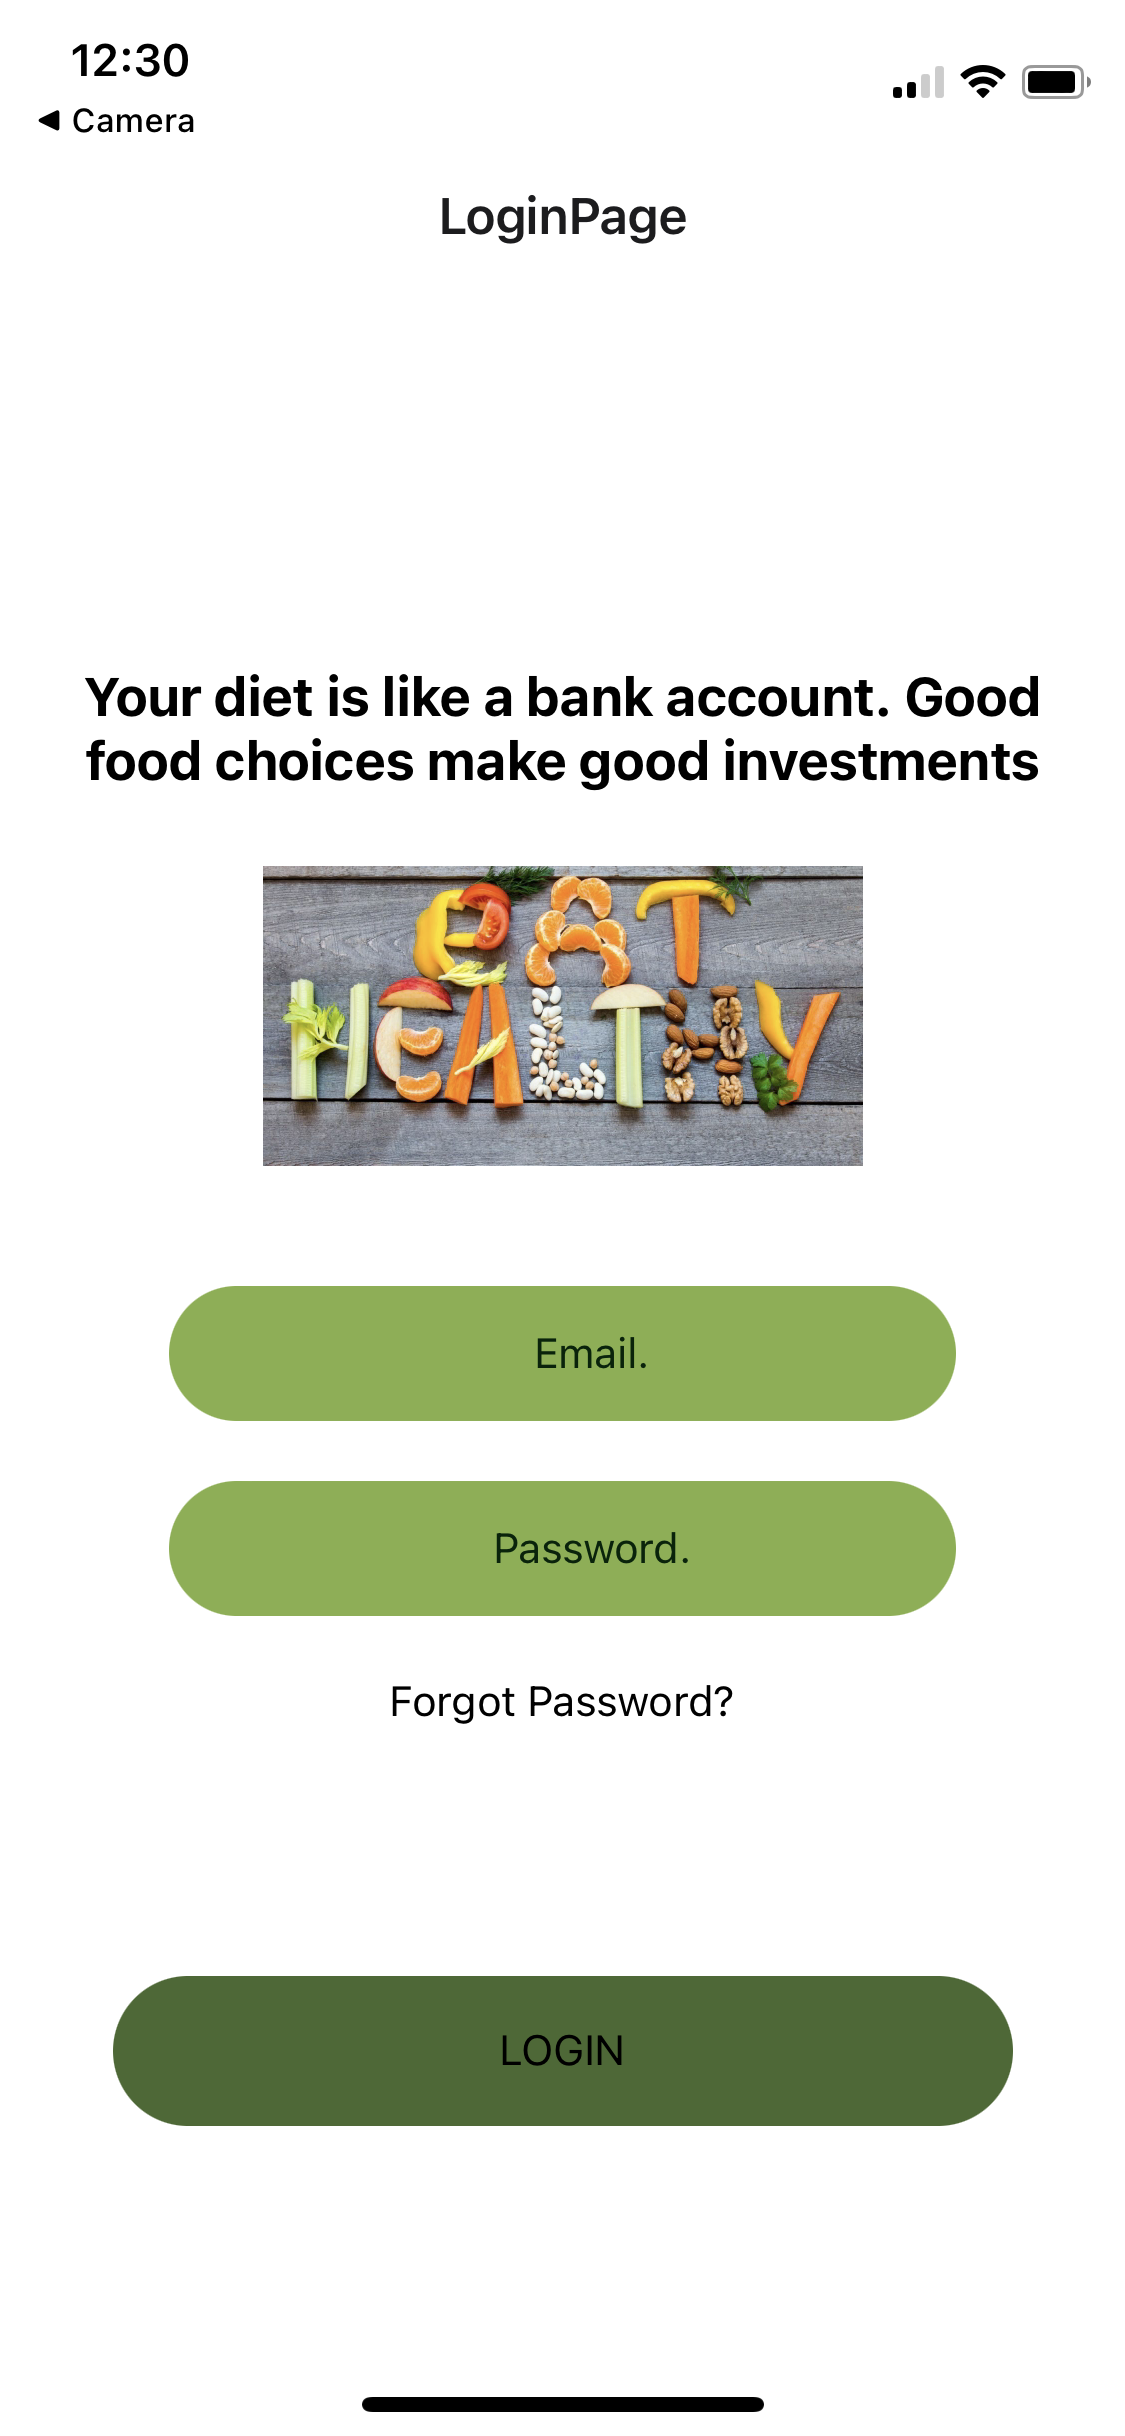 12:30
◀ Camera
LoginPage
Your diet is like a bank account. Good
food choices make good investments
eAT
HeALTHY
Email.
Password.
Forgot Password?
LOGIN